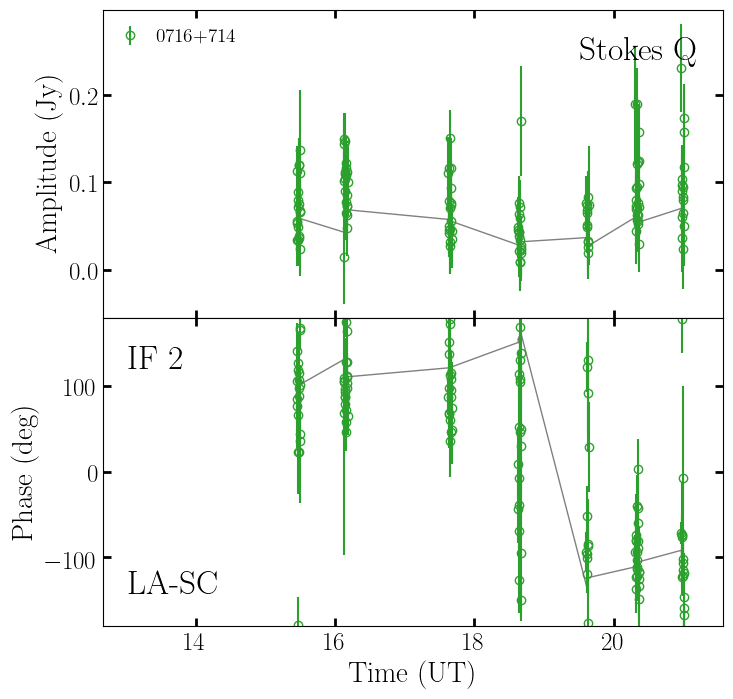 0716+714
Stokes Q
0.2
0.1
0.0
Amplitude (Jy)
IF 2
100
0
−100
Phase (deg)
LA-SC
14 16 18 20
Time (UT)